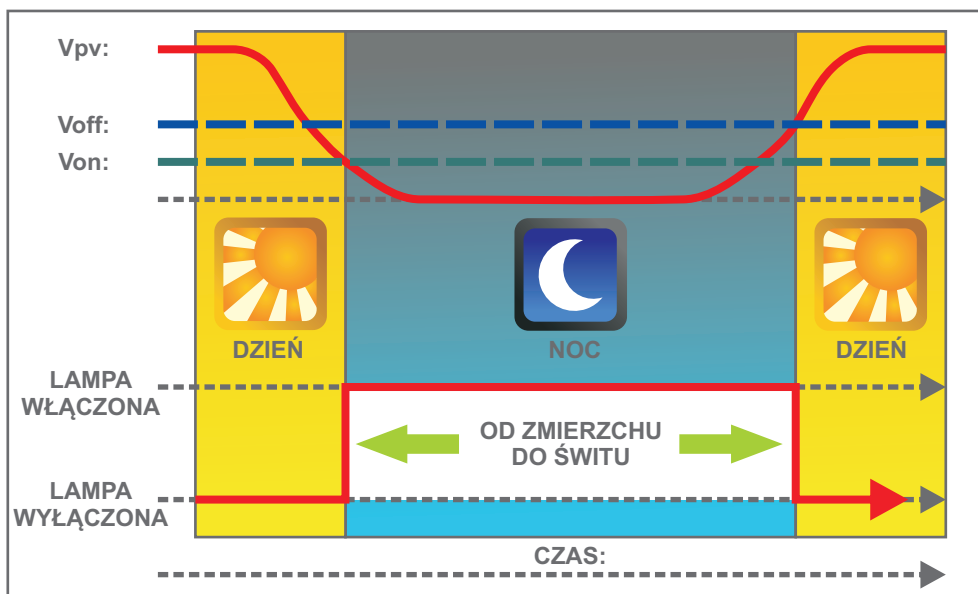 Vpv:
Voff:
Von:
DZIEŃ
NOC
DZIEŃ
LAMPA
WŁĄCZONA
OD ZMIERZCHU
DO ŚWITU
LAMPA
WYŁĄCZONA
CZAS: